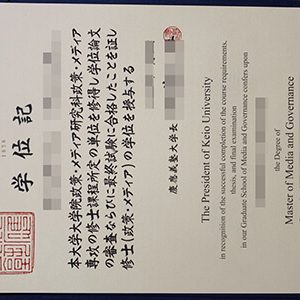 学位記
本大学大学院政策・メディア研究科政策・メディア
専攻の修士課程所定の単位を修得し学位論文
の審査ならびに最終試験に合格したことを証し
修士(政策・メディア)の学位を授与する
慶應義塾大学長
The President of Keio University
in recognition of the successful completion of the course requirements,
thesis, and final examination
in our Graduate School of Media and Governance confers upon
the Degree of
Master of Media and Governance